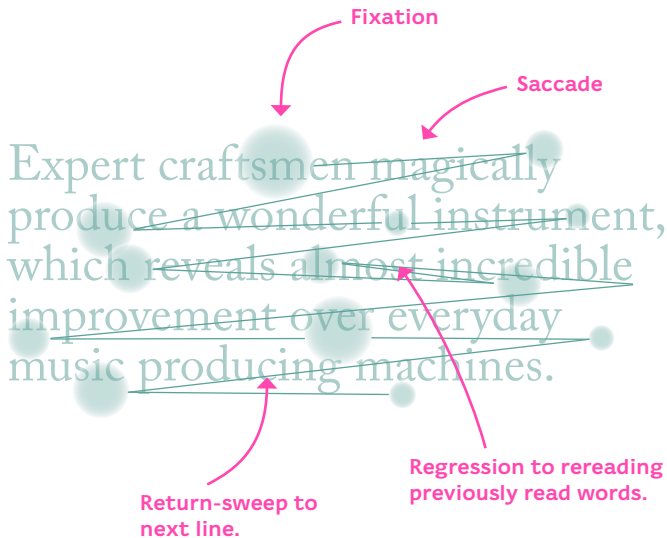 Fixation
Saccade
Expert craftsmen magically
produce a wonderful instrument,
which reveals almost incredible
improvement over everyday
music producing machines.
Regression to rereading
previously read words.
Return-sweep to
next line.